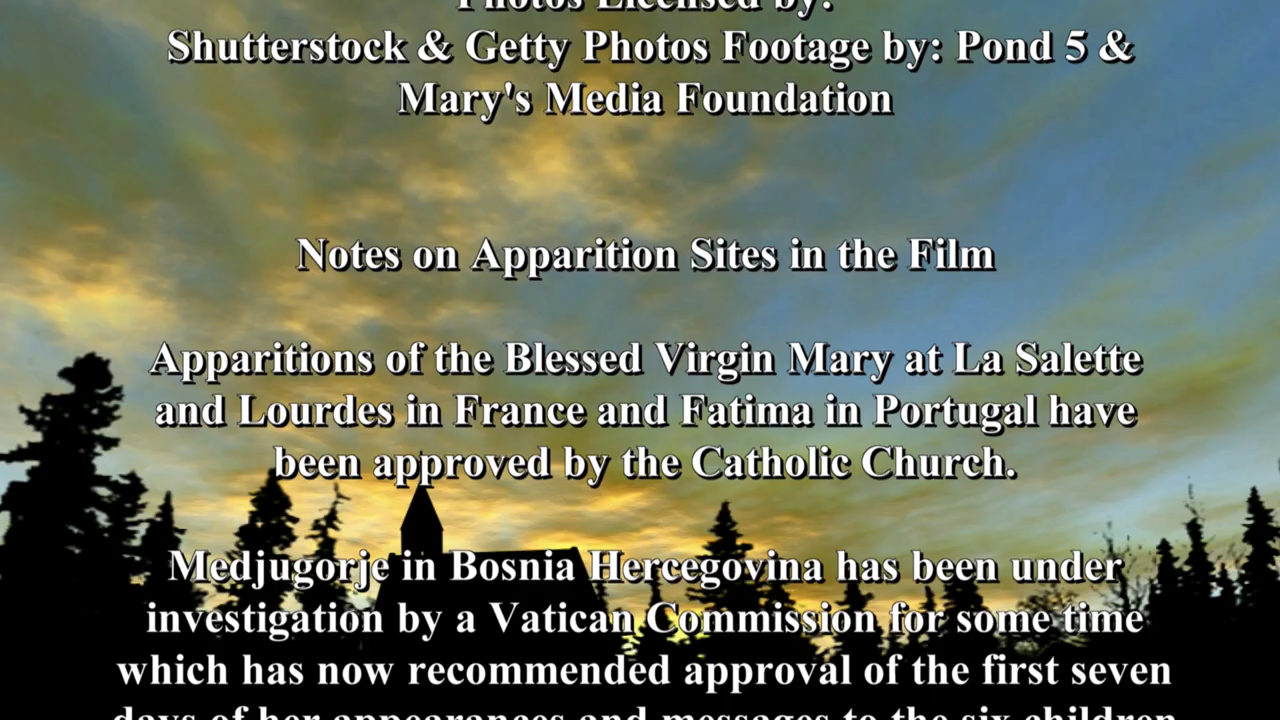 Photos Licensed by:
Shutterstock & Getty Photos Footage by: Pond 5 &
Mary's Media Foundation
Notes on Apparition Sites in the Film
Apparitions of the Blessed Virgin Mary at La Salette
and Lourdes in France and Fatima in Portugal have
been approved by the Catholic Church.
Medjugorje in Bosnia Hercegovina has been under
investigation by a Vatican Commission for some time
which has now recommended approval of the first seven
days of her appearances and messages to the six children